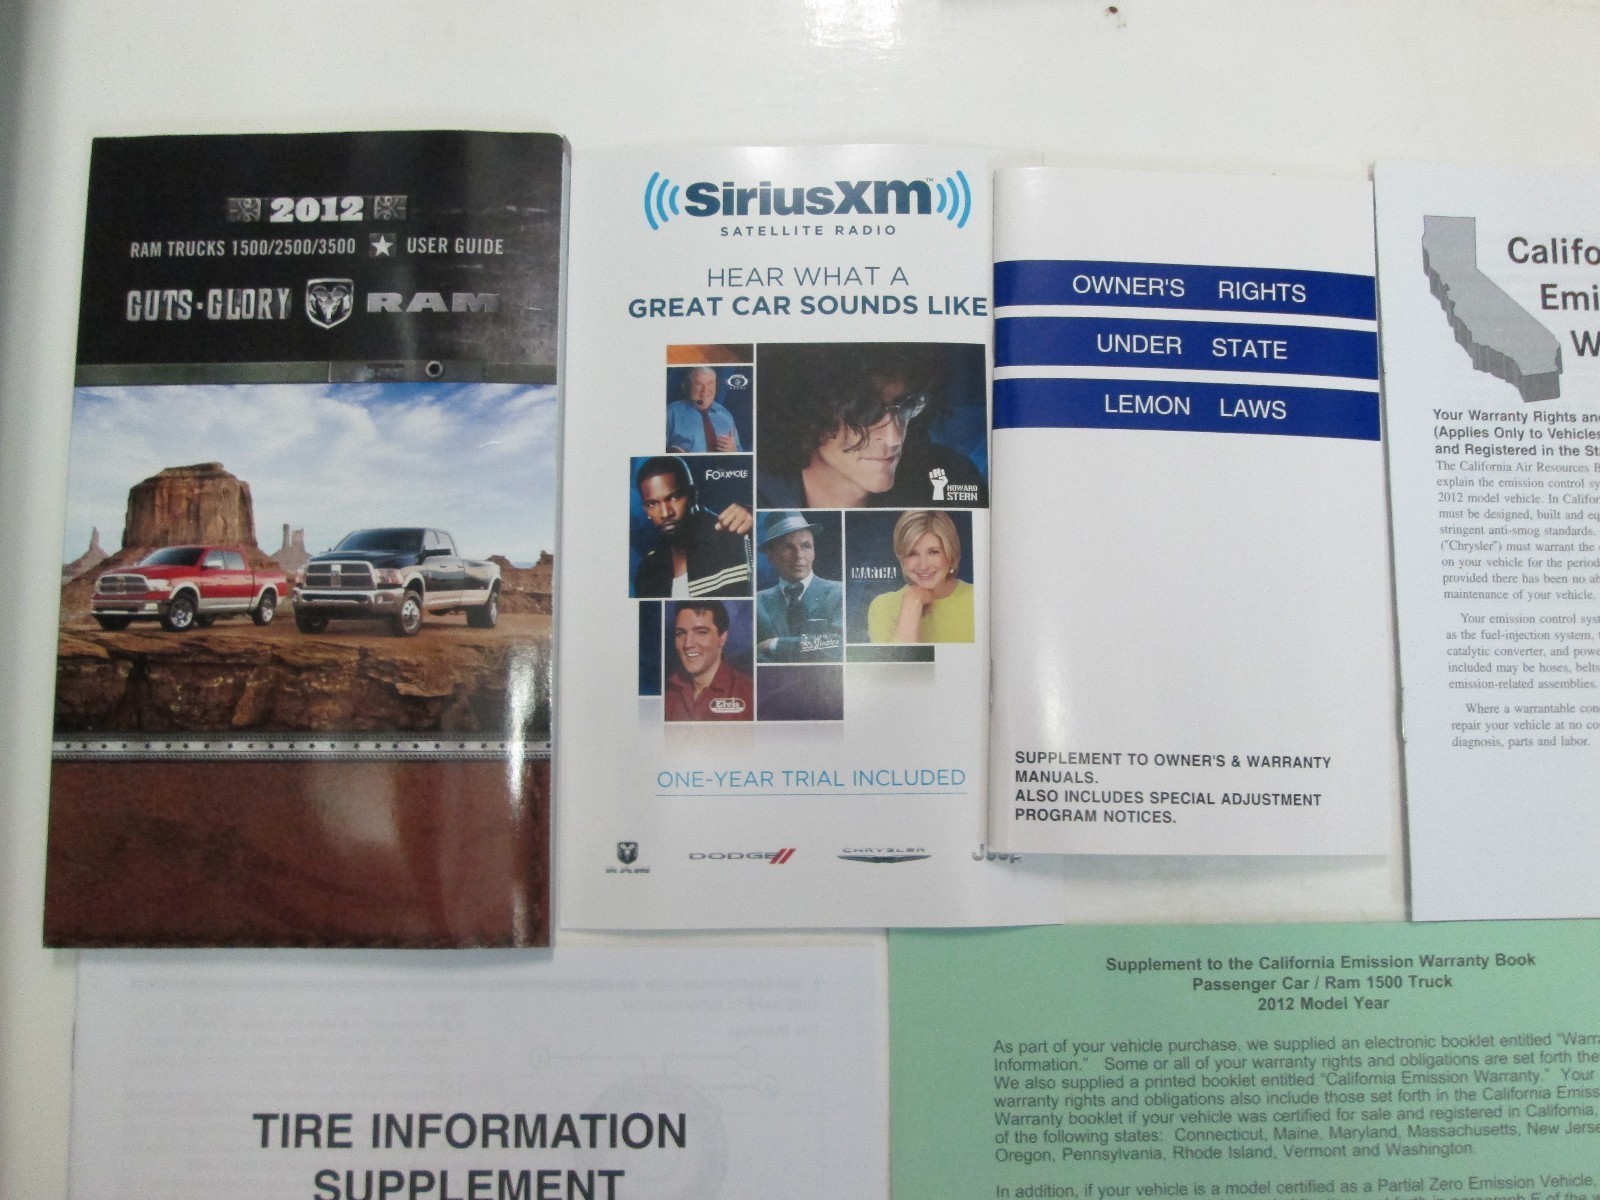 2012
RAM TRUCKS 1500/2500/3500 USER GUIDE
GUTS·GLORY RAM
SiriusXm
SATELLITE RADIO
HEAR WHAT A
GREAT CAR SOUNDS LIKE
FOXXHOLE
HOWARD
STERN
MARTHA
Elvis
ONE-YEAR TRIAL INCLUDED
RAM DODGE CHRYSLER Jeep
OWNER'S RIGHTS
UNDER STATE
LEMON LAWS
SUPPLEMENT TO OWNER'S & WARRANTY
MANUALS.
ALSO INCLUDES SPECIAL ADJUSTMENT
PROGRAM NOTICES.
Califo
Emi
W
Your Warranty Rights an
(Applies Only to Vehicles
and Registered in the St
The California Air Resources B
explain the emission control sy
2012 model vehicle. In Califor
must be designed, built and eq
stringent anti-smog standards.
("Chrysler") must warrant the
on your vehicle for the period
provided there has been no ab
maintenance of your vehicle.
Your emission control syst
as the fuel-injection system,
catalytic converter, and powe
included may be hoses, belts
emission-related assemblies.
Where a warrantable con
repair your vehicle at no co
diagnosis, parts and labor.
TIRE INFORMATION
SUPPLEMENT
Supplement to the California Emission Warranty Book
Passenger Car / Ram 1500 Truck
2012 Model Year
As part of your vehicle purchase, we supplied an electronic booklet entitled "Warr
Information." Some or all of your warranty rights and obligations are set forth the
We also supplied a printed booklet entitled "California Emission Warranty." Your
warranty rights and obligations also include those set forth in the California Emiss
Warranty booklet if your vehicle was certified for sale and registered in California,
of the following states: Connecticut, Maine, Maryland, Massachusetts, New Jerse
Oregon, Pennsylvania, Rhode Island, Vermont and Washington.
In addition, if your vehicle is a model certified as a Partial Zero Emission Vehicle,